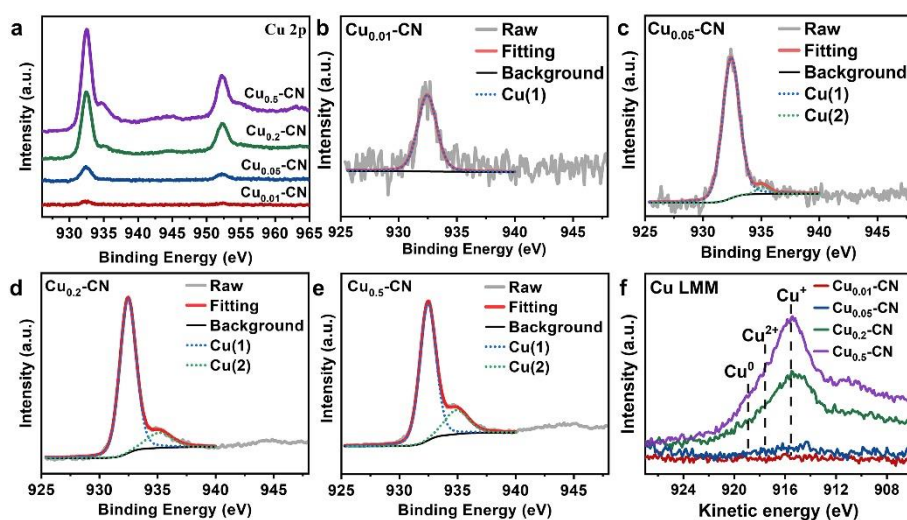 a
Cu 2p
Cu₀.₅-CN
Cu₀.₂-CN
Cu₀.₀₅-CN
Cu₀.₀₁-CN
Intensity (a.u.)
930 935 940 945 950 955 960 965
Binding Energy (eV)
b
Cu₀.₀₁-CN
Raw
Fitting
Background
Cu(1)
Intensity (a.u.)
925 930 935 940 945
Binding Energy (eV)
c
Cu₀.₀₅-CN
Raw
Fitting
Background
Cu(1)
Cu(2)
Intensity (a.u.)
925 930 935 940 945
Binding Energy (eV)
d
Cu₀.₂-CN
Raw
Fitting
Background
Cu(1)
Cu(2)
Intensity (a.u.)
925 930 935 940 945
Binding Energy (eV)
e
Cu₀.₅-CN
Raw
Fitting
Background
Cu(1)
Cu(2)
Intensity (a.u.)
925 930 935 940 945
Binding Energy (eV)
f
Cu LMM
Cu⁺
Cu²⁺
Cu⁰
Cu₀.₀₁-CN
Cu₀.₀₅-CN
Cu₀.₂-CN
Cu₀.₅-CN
Intensity (a.u.)
924 920 916 912 908
Kinetic energy (eV)